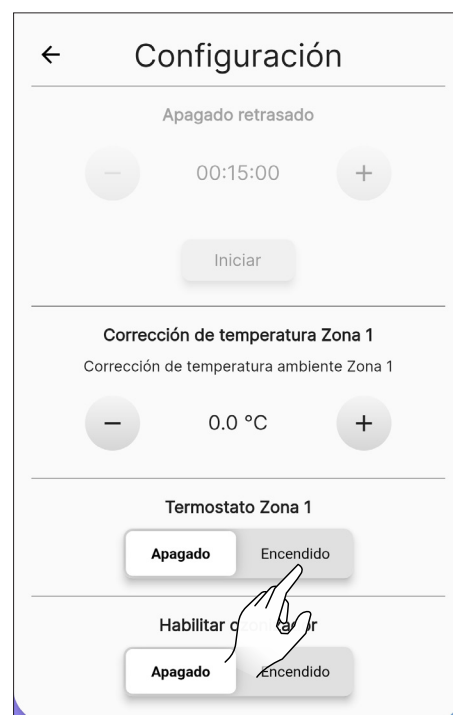 Configuración
Apagado retrasado
00:15:00
Iniciar
Corrección de temperatura Zona 1
Corrección de temperatura ambiente Zona 1
0.0 °C
Termostato Zona 1
Apagado Encendido
Habilitar
Apagado Encendido